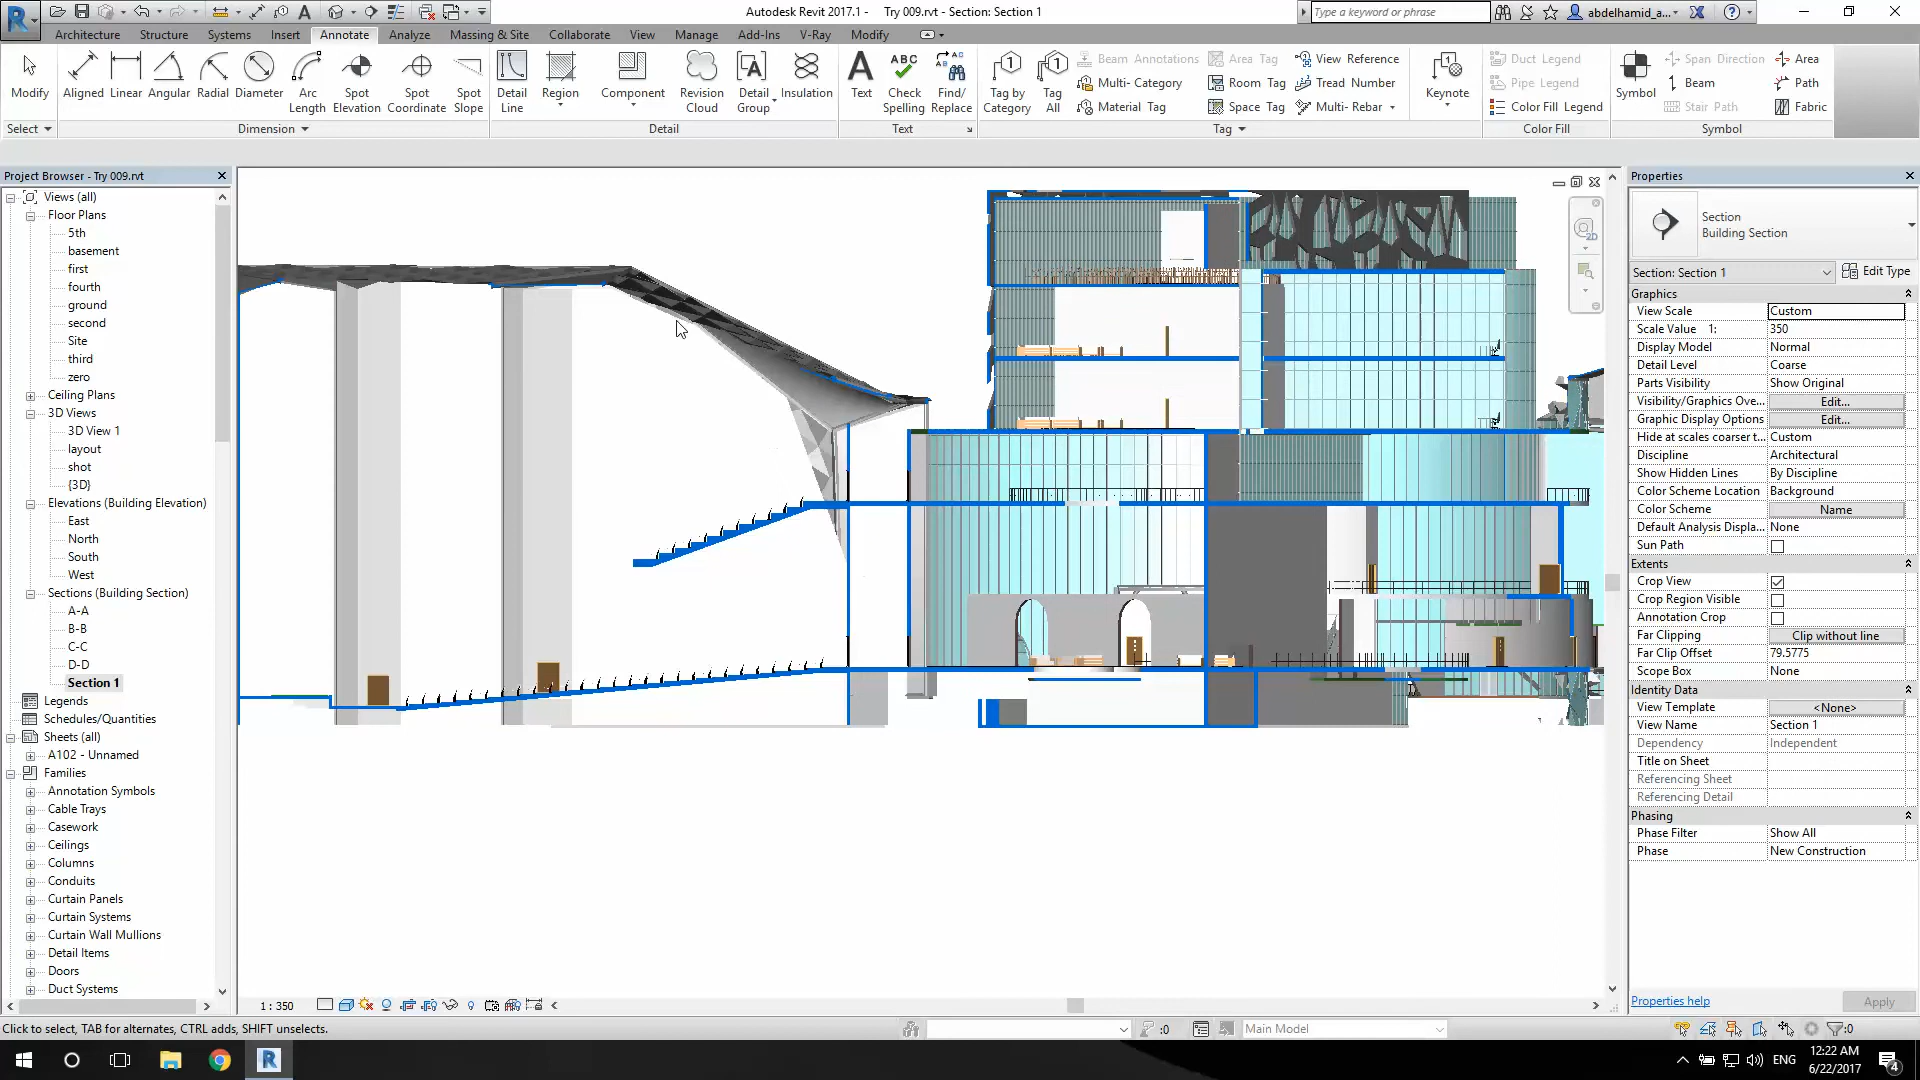 Autodesk Revit 2017.1 - Try 009.rvt - Section: Section 1
Type a keyword or phrase
abdelhamid_a...
Architecture Structure Systems Insert Annotate Analyze Massing & Site Collaborate View Manage Add-Ins V-Ray Modify
Modify
Aligned Linear Angular Radial Diameter Arc Length Spot Elevation Spot Coordinate Spot Slope
Detail Line Region Component Revision Cloud Detail Group Insulation
Text ABC Check Spelling Find/ Replace
Tag by Category Tag All
Beam Annotations Area Tag View Reference
Multi- Category Room Tag Tread Number
Material Tag Space Tag Multi- Rebar
Keynote
Duct Legend
Pipe Legend
Color Fill Legend
Symbol
Span Direction Area
Beam Path
Stair Path Fabric
Select Dimension Detail Text Tag Color Fill Symbol
Project Browser - Try 009.rvt
Views (all)
Floor Plans
5th
basement
first
fourth
ground
second
Site
third
zero
Ceiling Plans
3D Views
3D View 1
layout
shot
{3D}
Elevations (Building Elevation)
East
North
South
West
Sections (Building Section)
A-A
B-B
C-C
D-D
Section 1
Legends
Schedules/Quantities
Sheets (all)
A102 - Unnamed
Families
Annotation Symbols
Cable Trays
Casework
Ceilings
Columns
Conduits
Curtain Panels
Curtain Systems
Curtain Wall Mullions
Detail Items
Doors
Duct Systems
2D
1 : 350
Properties
Section
Building Section
Section: Section 1 Edit Type
Graphics
View Scale Custom
Scale Value 1: 350
Display Model Normal
Detail Level Coarse
Parts Visibility Show Original
Visibility/Graphics Ove... Edit...
Graphic Display Options Edit...
Hide at scales coarser t... Custom
Discipline Architectural
Show Hidden Lines By Discipline
Color Scheme Location Background
Color Scheme Name
Default Analysis Displa... None
Sun Path
Extents
Crop View
Crop Region Visible
Annotation Crop
Far Clipping Clip without line
Far Clip Offset 79.5775
Scope Box None
Identity Data
View Template <None>
View Name Section 1
Dependency Independent
Title on Sheet
Referencing Sheet
Referencing Detail
Phasing
Phase Filter Show All
Phase New Construction
Properties help Apply
Click to select, TAB for alternates, CTRL adds, SHIFT unselects.
:0
Main Model
:0
ENG
12:22 AM
6/22/2017
4